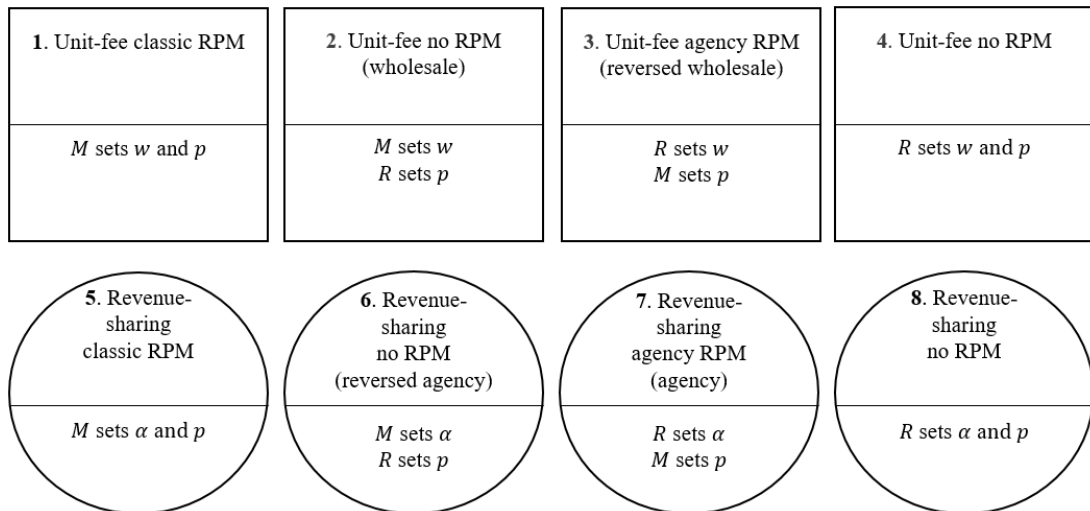 1. Unit-fee classic RPM
M sets w and p
2. Unit-fee no RPM
(wholesale)
M sets w
R sets p
3. Unit-fee agency RPM
(reversed wholesale)
R sets w
M sets p
4. Unit-fee no RPM
R sets w and p
5. Revenue-
sharing
classic RPM
M sets α and p
6. Revenue-
sharing
no RPM
(reversed agency)
M sets α
R sets p
7. Revenue-
sharing
agency RPM
(agency)
R sets α
M sets p
8. Revenue-
sharing
no RPM
R sets α and p